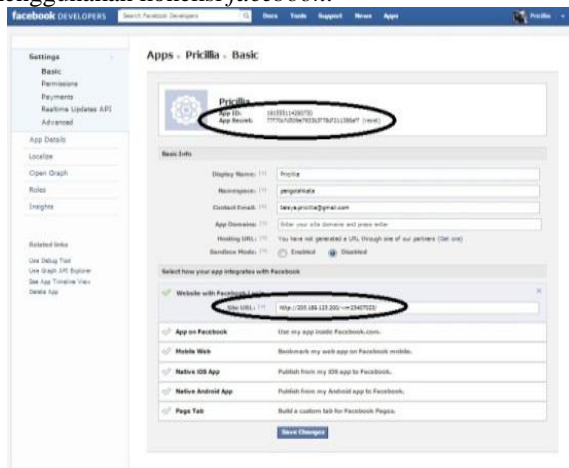 facebook DEVELOPERS Search Facebook Developers Docs Tools Support News Apps Pricillia
Settings
Basic
Permissions
Payments
Realtime Updates API
Advanced
App Details
Localize
Open Graph
Roles
Insights
Related links
Use Debug Tool
Use Graph API Explorer
See App Timeline View
Delete App
Apps › Pricillia › Basic
Pricillia
App ID:
App Secret: (reset)
Basic Info
Display Name: [?] Pricillia
Namespace: [?]
Contact Email: [?]
App Domains: [?] Enter your site domains and press enter
Hosting URL: [?] You have not generated a URL through one of our partners (Get one)
Sandbox Mode: [?] Enabled Disabled
Select how your app integrates with Facebook
Website with Facebook Login
Site URL: [?]
App on Facebook Use my app inside Facebook.com.
Mobile Web Bookmark my web app on Facebook mobile.
Native iOS App Publish from my iOS app to Facebook.
Native Android App Publish from my Android app to Facebook.
Page Tab Build a custom tab for Facebook Pages.
Save Changes